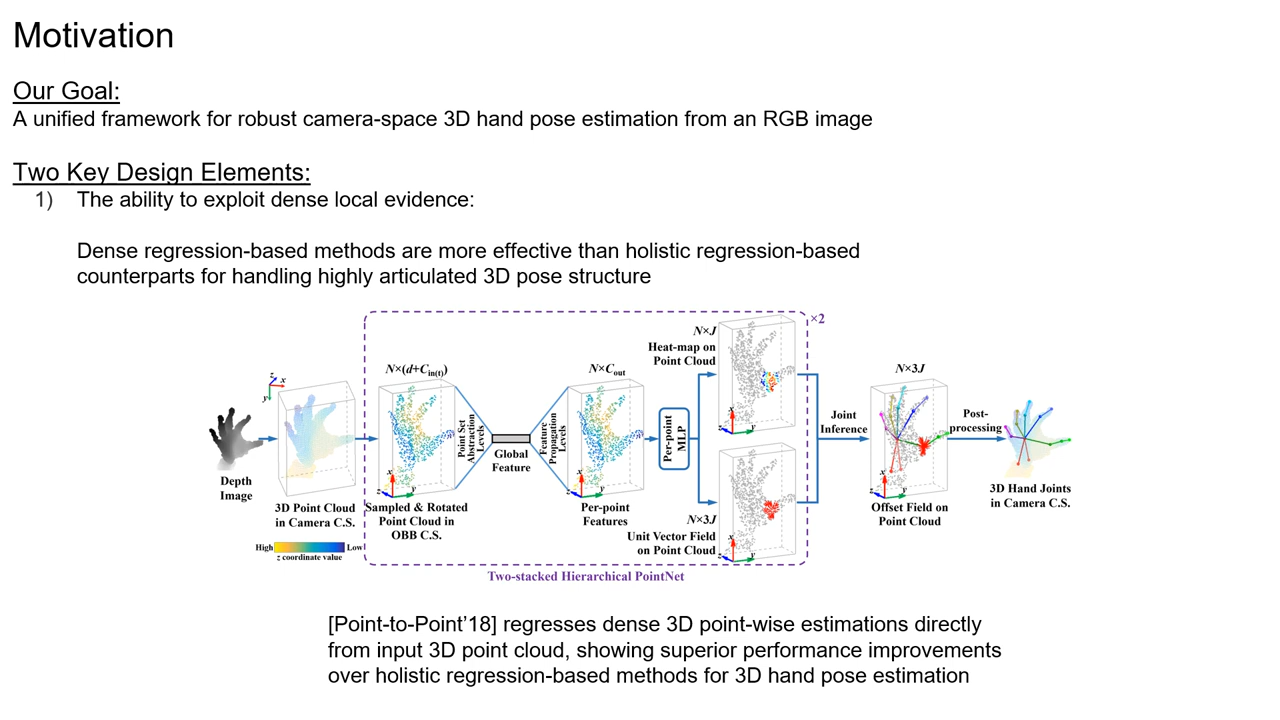 Motivation
Our Goal:
A unified framework for robust camera-space 3D hand pose estimation from an RGB image
Two Key Design Elements:
1) The ability to exploit dense local evidence:
Dense regression-based methods are more effective than holistic regression-based
counterparts for handling highly articulated 3D pose structure
z
x
y
Depth
Image
3D Point Cloud
in Camera C.S.
High
Low
z coordinate value
N×(d+Cin(t))
x
y
z
Sampled & Rotated
Point Cloud in
OBB C.S.
Point Set
Abstraction
Levels
Global
Feature
Feature
Propagation
Levels
N×Cout
x
y
z
Per-point
Features
Per-point
MLP
N×J
Heat-map on
Point Cloud
x
y
z
N×3J
Unit Vector Field
on Point Cloud
x
y
z
×2
Two-stacked Hierarchical PointNet
Joint
Inference
N×3J
x
y
z
Offset Field on
Point Cloud
Post-
processing
3D Hand Joints
in Camera C.S.
[Point-to-Point’18] regresses dense 3D point-wise estimations directly
from input 3D point cloud, showing superior performance improvements
over holistic regression-based methods for 3D hand pose estimation